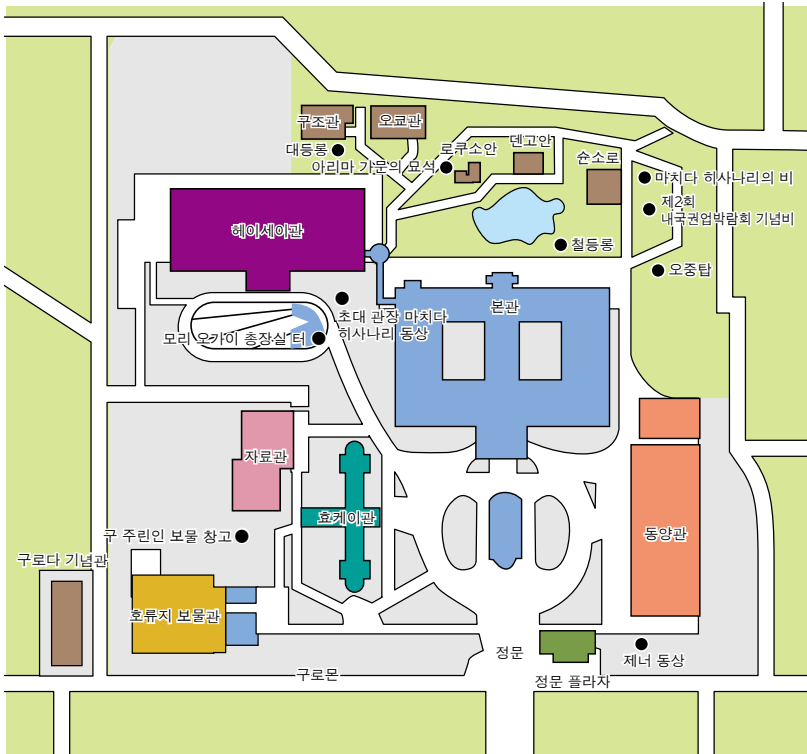 구조관
오쿄관
대등롱
아리마 가문의 묘석
로쿠소안
뎐고안
슌소로
마치다 히사나리의 비
제2회
내국권업박람회 기념비
헤이세이관
철등롱
오중탑
본관
초대 관장 마치다
히사나리 동상
모리 오가이 총장실 터
자료관
효케이관
동양관
구 주린인 보물 창고
구로다 기념관
호류지 보물관
구로몬
정문
제너 동상
정문 플라자